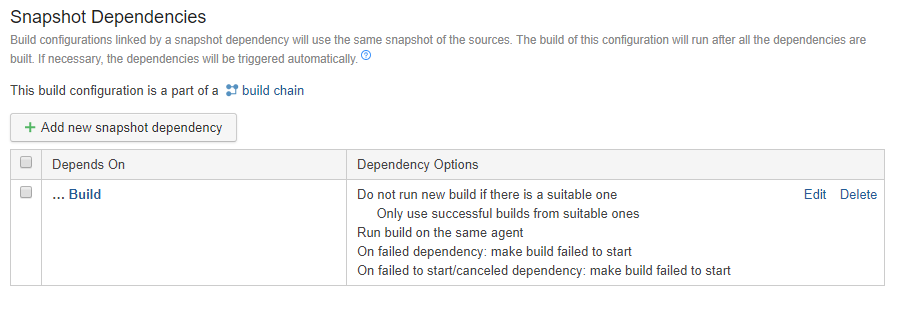 Snapshot Dependencies
Build configurations linked by a snapshot dependency will use the same snapshot of the sources. The build of this configuration will run after all the dependencies are
built. If necessary, the dependencies will be triggered automatically. ?
This build configuration is a part of a build chain
+ Add new snapshot dependency
Depends On Dependency Options
... Build Do not run new build if there is a suitable one Edit Delete
Only use successful builds from suitable ones
Run build on the same agent
On failed dependency: make build failed to start
On failed to start/canceled dependency: make build failed to start